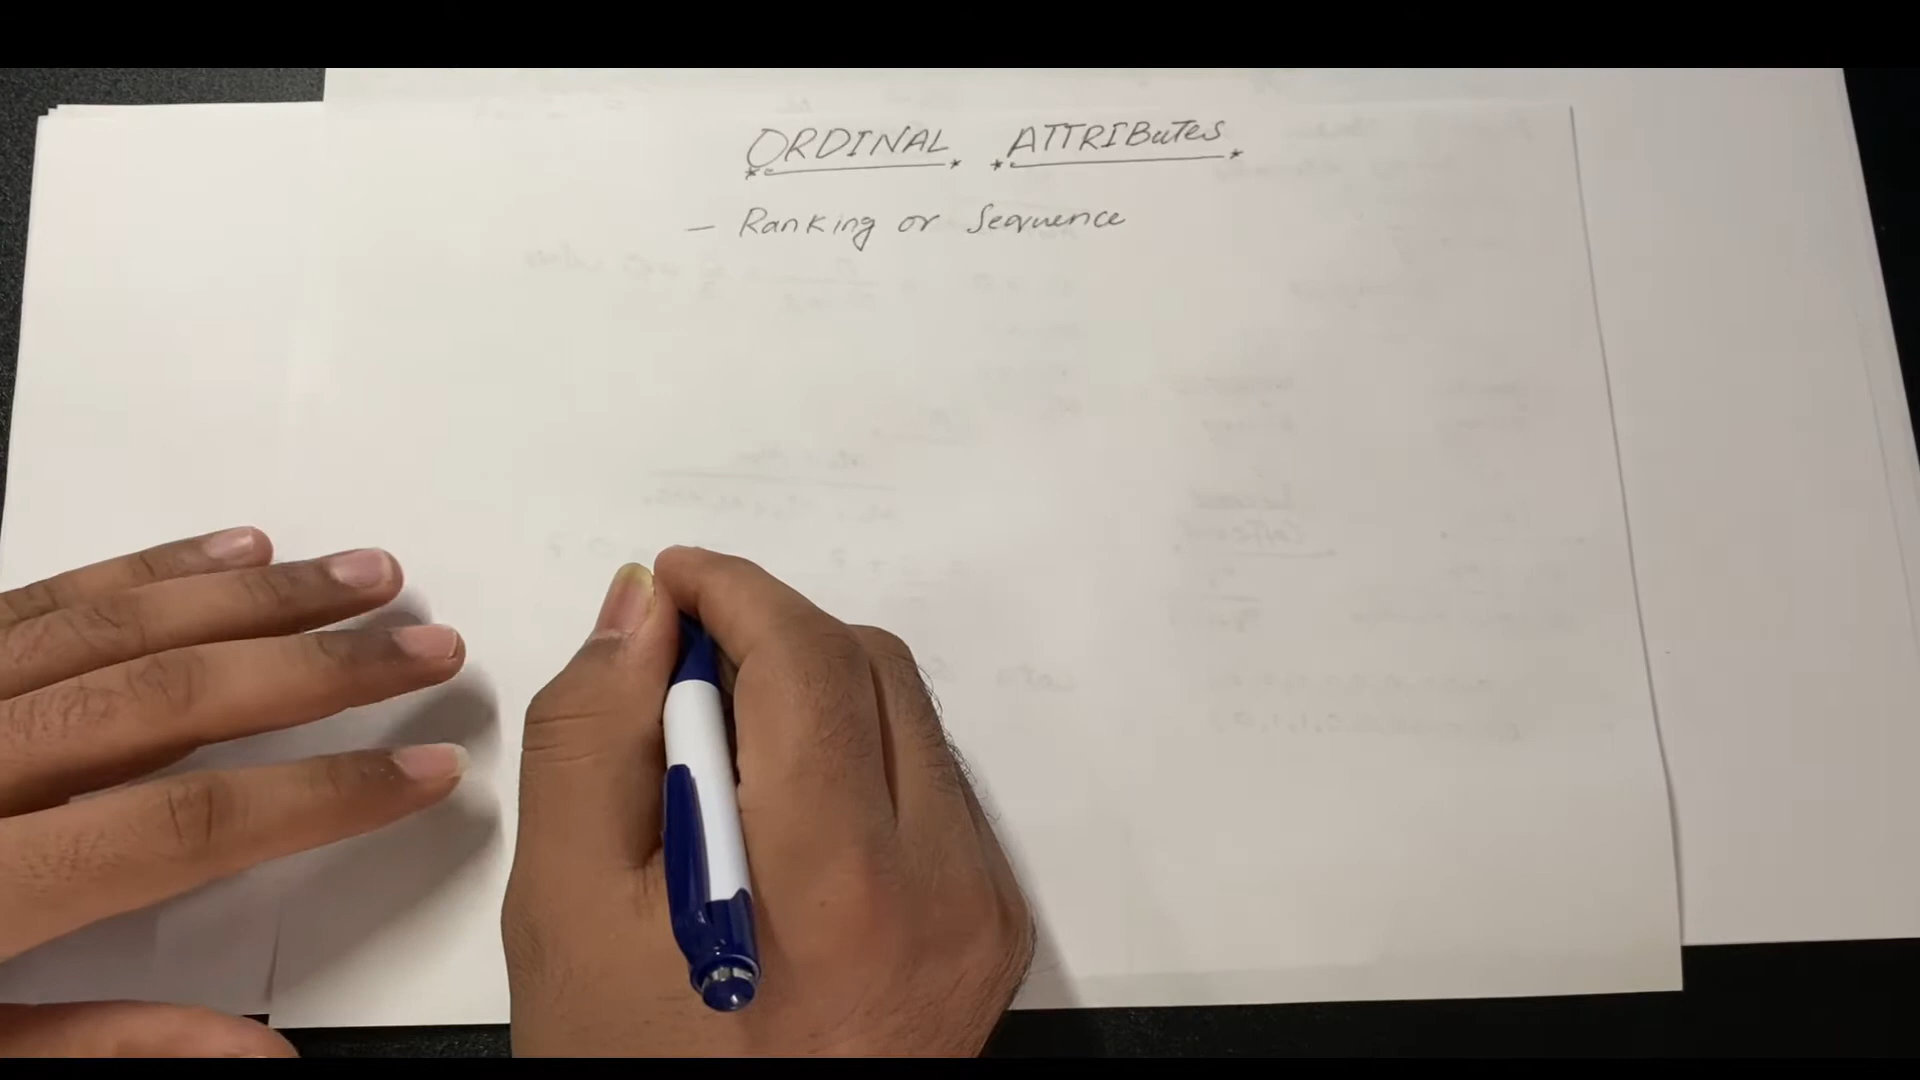 ORDINAL ATTRIButes
— Ranking or Sequence